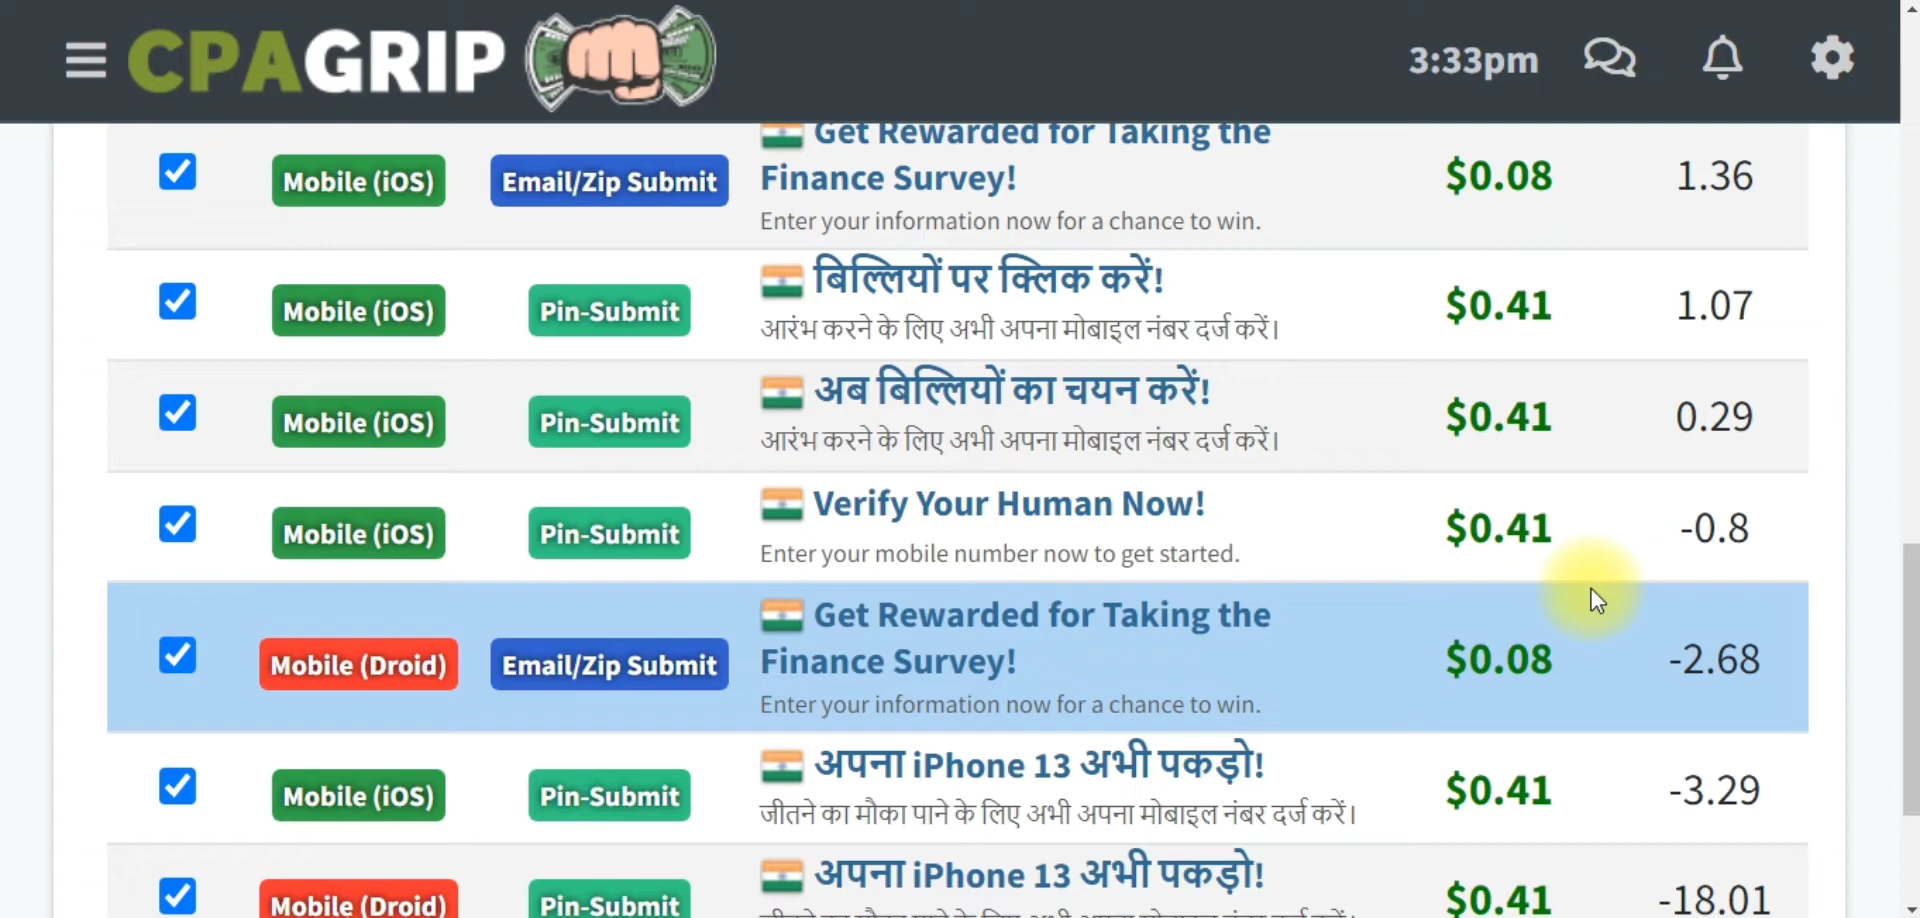 CPAGRIP
3:33pm
Get Rewarded for Taking the
Finance Survey!
Enter your information now for a chance to win.
Mobile (iOS)
Email/Zip Submit
$0.08
1.36
बिल्लियों पर क्लिक करें!
आरंभ करने के लिए अभी अपना मोबाइल नंबर दर्ज करें।
Mobile (iOS)
Pin-Submit
$0.41
1.07
अब बिल्लियों का चयन करें!
आरंभ करने के लिए अभी अपना मोबाइल नंबर दर्ज करें।
Mobile (iOS)
Pin-Submit
$0.41
0.29
Verify Your Human Now!
Enter your mobile number now to get started.
Mobile (iOS)
Pin-Submit
$0.41
-0.8
Get Rewarded for Taking the
Finance Survey!
Enter your information now for a chance to win.
Mobile (Droid)
Email/Zip Submit
$0.08
-2.68
अपना iPhone 13 अभी पकड़ो!
जीतने का मौका पाने के लिए अभी अपना मोबाइल नंबर दर्ज करें।
Mobile (iOS)
Pin-Submit
$0.41
-3.29
अपना iPhone 13 अभी पकड़ो!
Mobile (Droid)
Pin-Submit
$0.41
-18.01